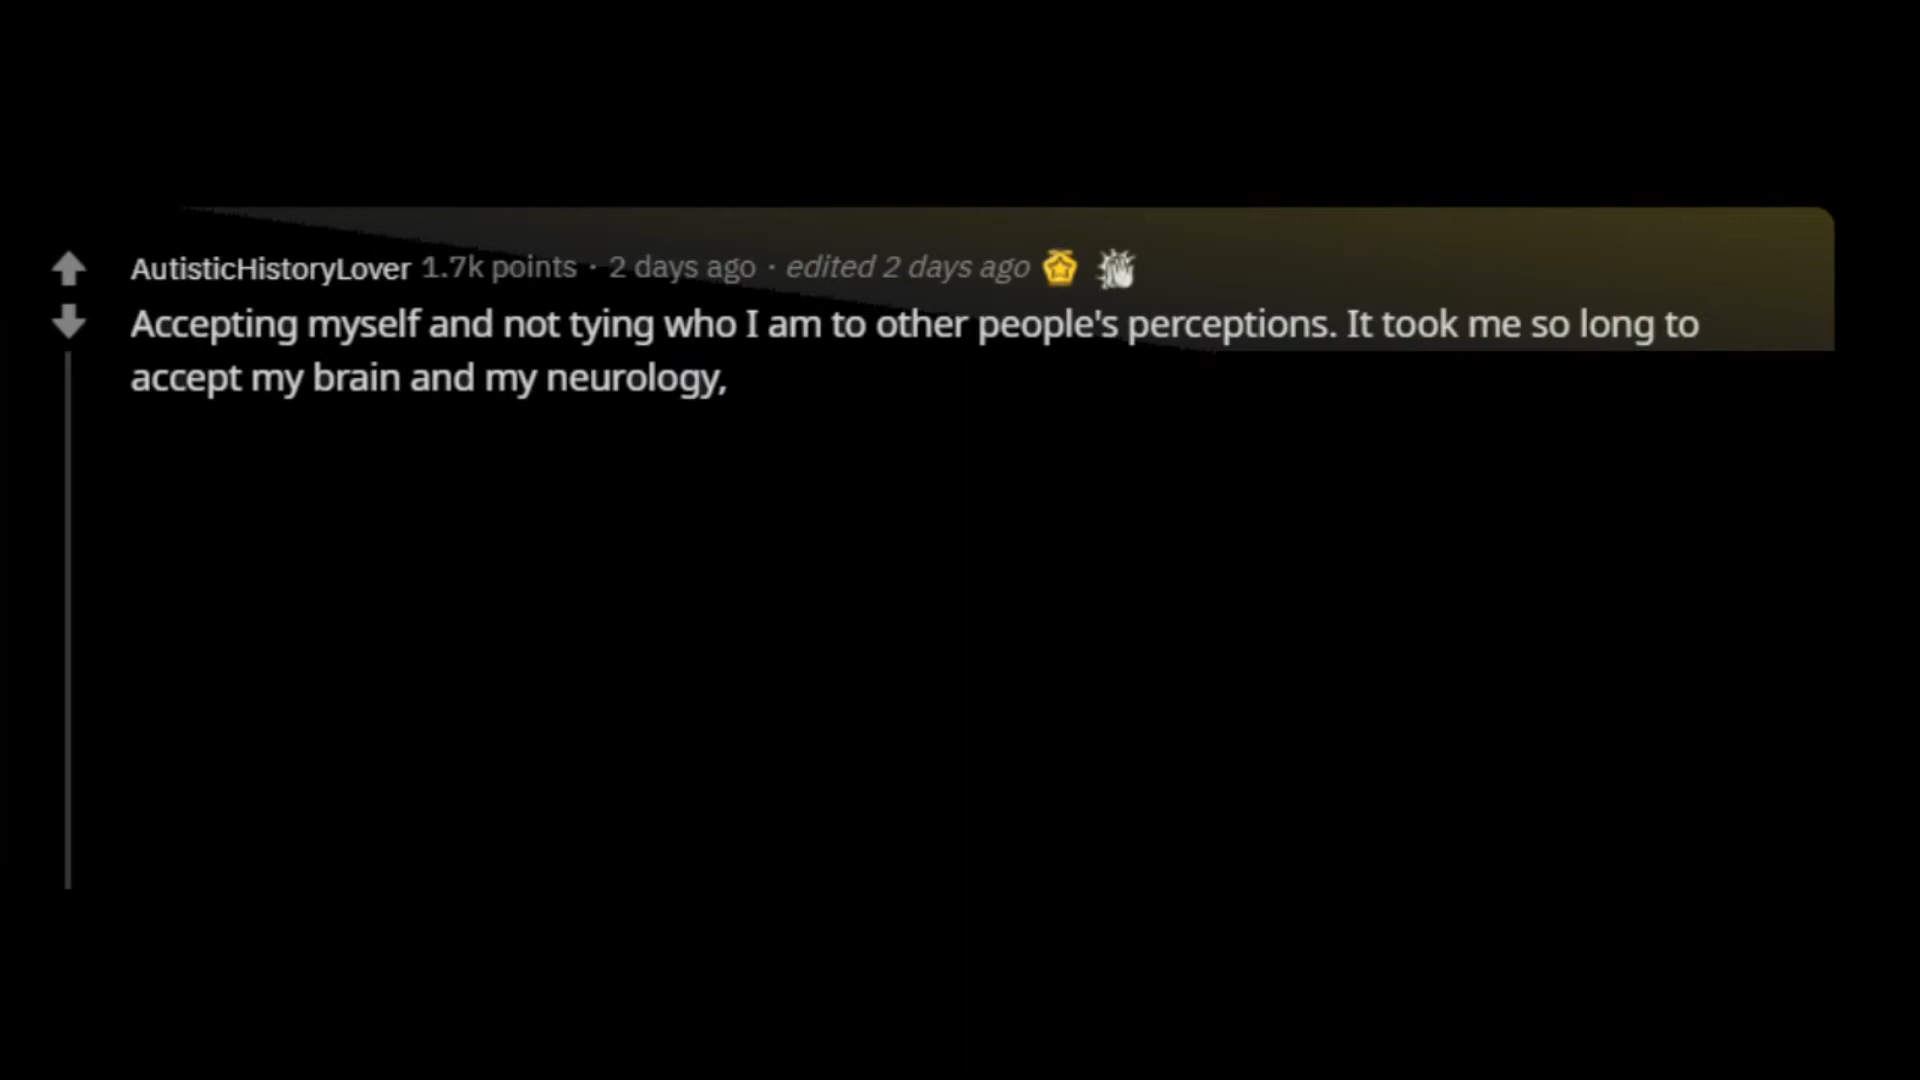 AutisticHistoryLover 1.7k points · 2 days ago · edited 2 days ago
Accepting myself and not tying who I am to other people's perceptions. It took me so long to
accept my brain and my neurology,